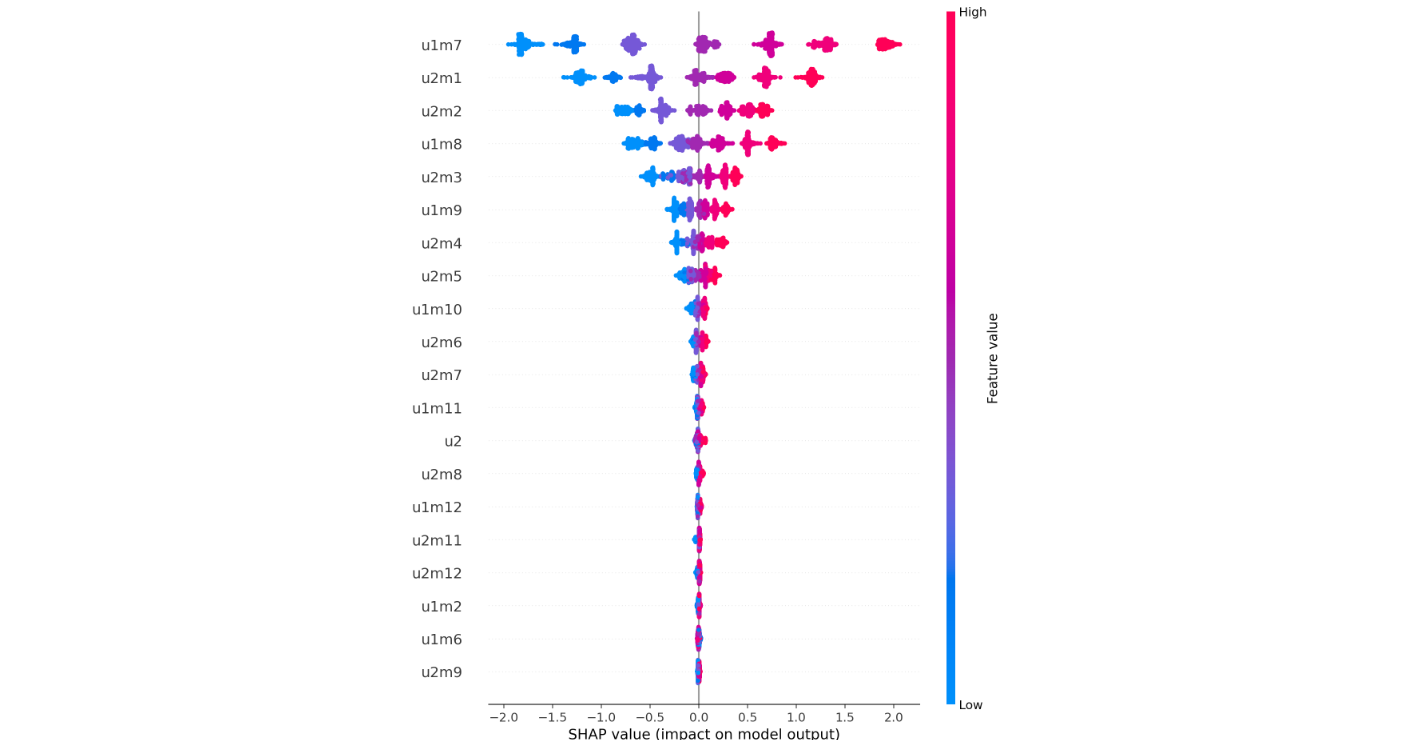 High
u1m7
u2m1
u2m2
u1m8
u2m3
u1m9
u2m4
u2m5
u1m10
u2m6
u2m7
u1m11
u2
u2m8
u1m12
u2m11
u2m12
u1m2
u1m6
u2m9
Feature value
Low
−2.0 −1.5 −1.0 −0.5 0.0 0.5 1.0 1.5 2.0
SHAP value (impact on model output)